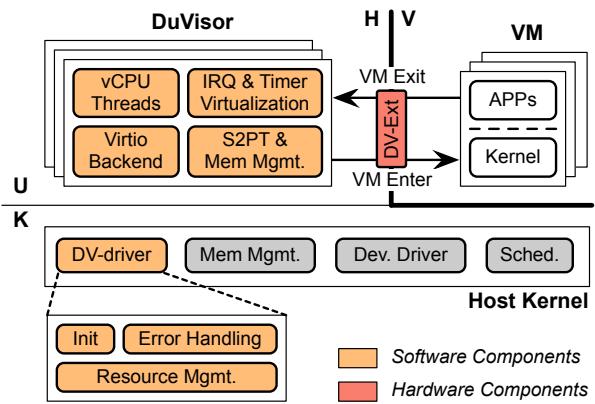 DuVisor
H V
VM
vCPU
Threads
IRQ & Timer
Virtualization
Virtio
Backend
S2PT &
Mem Mgmt.
VM Exit
DV-Ext
VM Enter
APPs
Kernel
U
K
DV-driver
Mem Mgmt.
Dev. Driver
Sched.
Host Kernel
Init
Error Handling
Resource Mgmt.
Software Components
Hardware Components